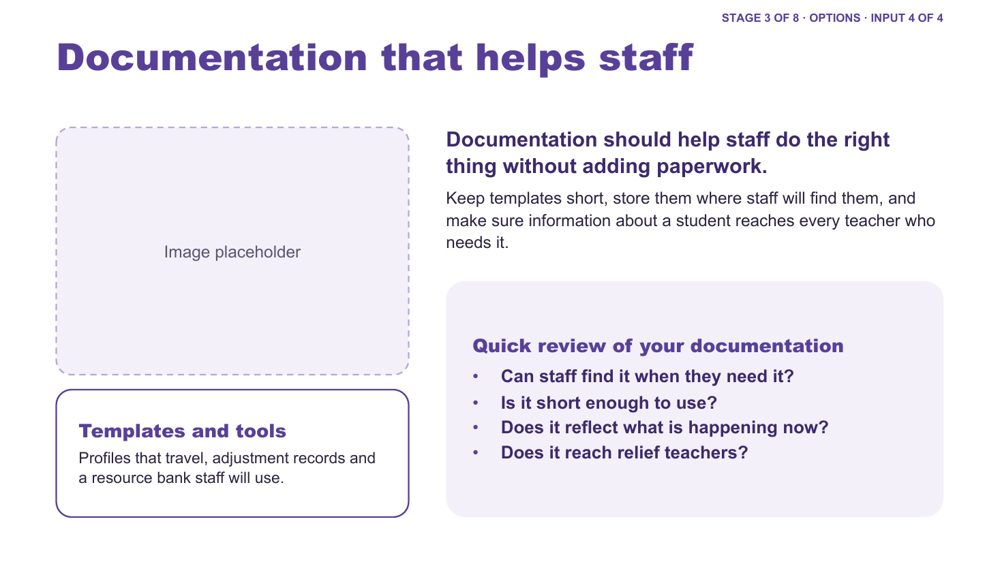 STAGE 3 OF 8 · OPTIONS · INPUT 4 OF 4
Documentation that helps staff
Image placeholder
Templates and tools
Profiles that travel, adjustment records and
a resource bank staff will use.
Documentation should help staff do the right
thing without adding paperwork.
Keep templates short, store them where staff will find them, and
make sure information about a student reaches every teacher who
needs it.
Quick review of your documentation
• Can staff find it when they need it?
• Is it short enough to use?
• Does it reflect what is happening now?
• Does it reach relief teachers?